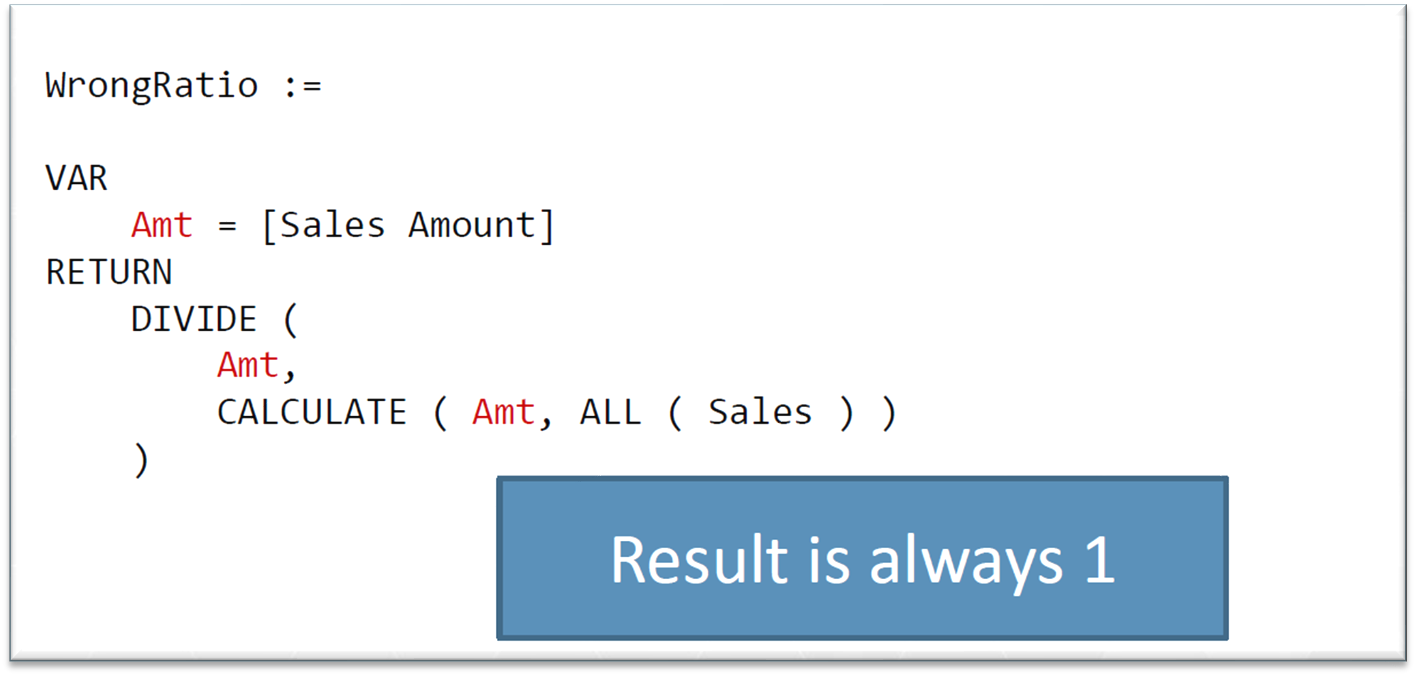 WrongRatio :=
VAR
Amt = [Sales Amount]
RETURN
DIVIDE (
Amt,
CALCULATE ( Amt, ALL ( Sales ) )
)
Result is always 1